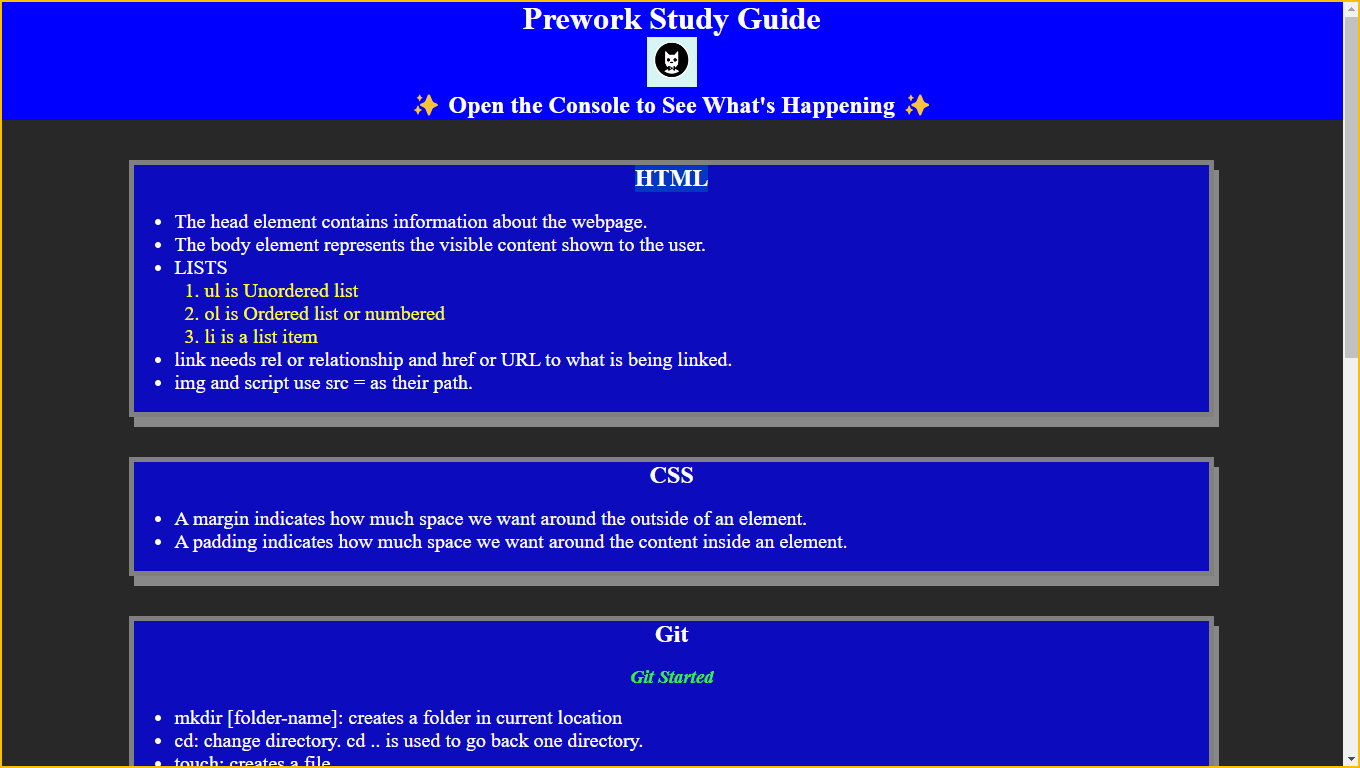 Prework Study Guide
✨ Open the Console to See What's Happening ✨
HTML
• The head element contains information about the webpage.
• The body element represents the visible content shown to the user.
• LISTS
1. ul is Unordered list
2. ol is Ordered list or numbered
3. li is a list item
• link needs rel or relationship and href or URL to what is being linked.
• img and script use src = as their path.
CSS
• A margin indicates how much space we want around the outside of an element.
• A padding indicates how much space we want around the content inside an element.
Git
Git Started
• mkdir [folder-name]: creates a folder in current location
• cd: change directory. cd .. is used to go back one directory.
• touch: creates a file